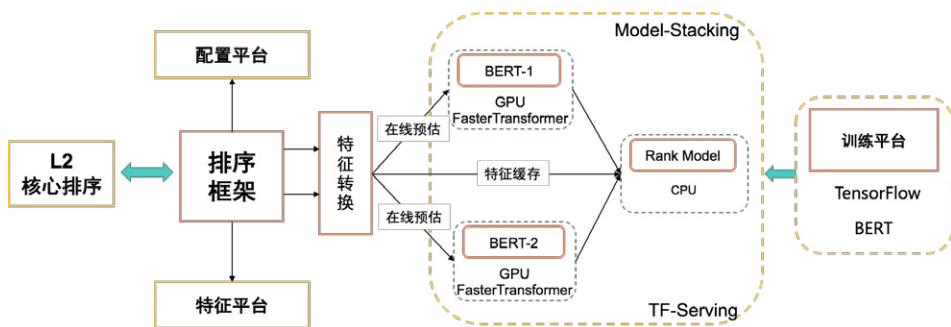 Model-Stacking
配置平台
BERT-1
GPU
FasterTransformer
在线预估
L2
核心排序
排序
框架
特征转换
特征缓存
Rank Model
CPU
训练平台
TensorFlow
BERT
在线预估
BERT-2
GPU
FasterTransformer
特征平台
TF-Serving